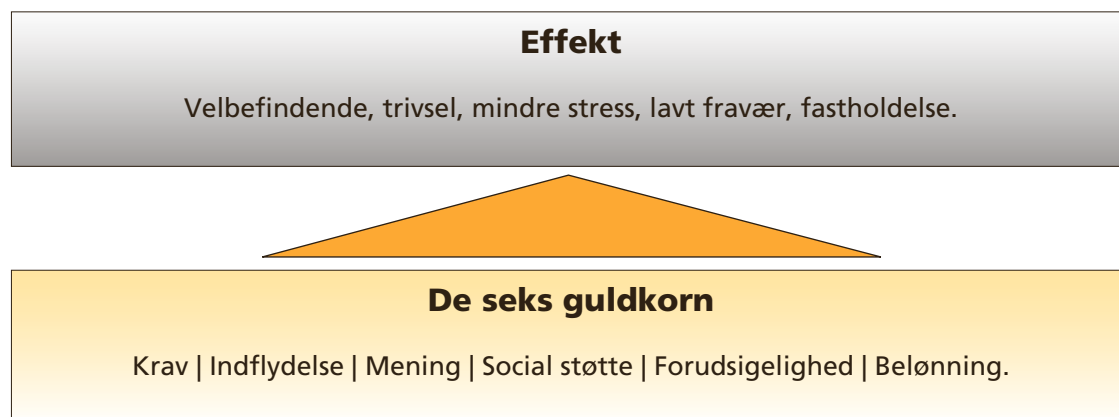 Effekt
Velbefindende, trivsel, mindre stress, lavt fravær, fastholdelse.
De seks guldkorn
Krav | Indflydelse | Mening | Social støtte | Forudsigelighed | Belønning.